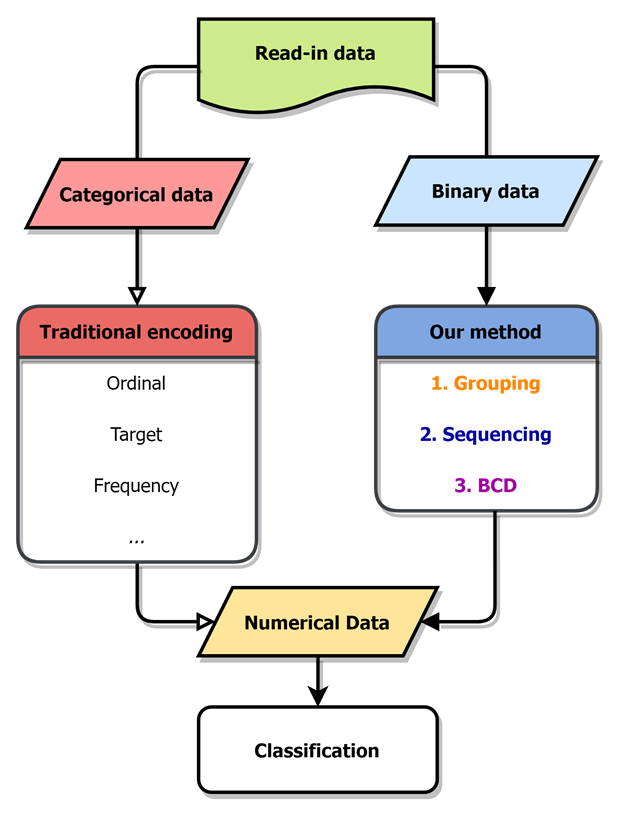 Read-in data
Categorical data
Binary data
Traditional encoding
Ordinal
Target
Frequency
...
Our method
1. Grouping
2. Sequencing
3. BCD
Numerical Data
Classification